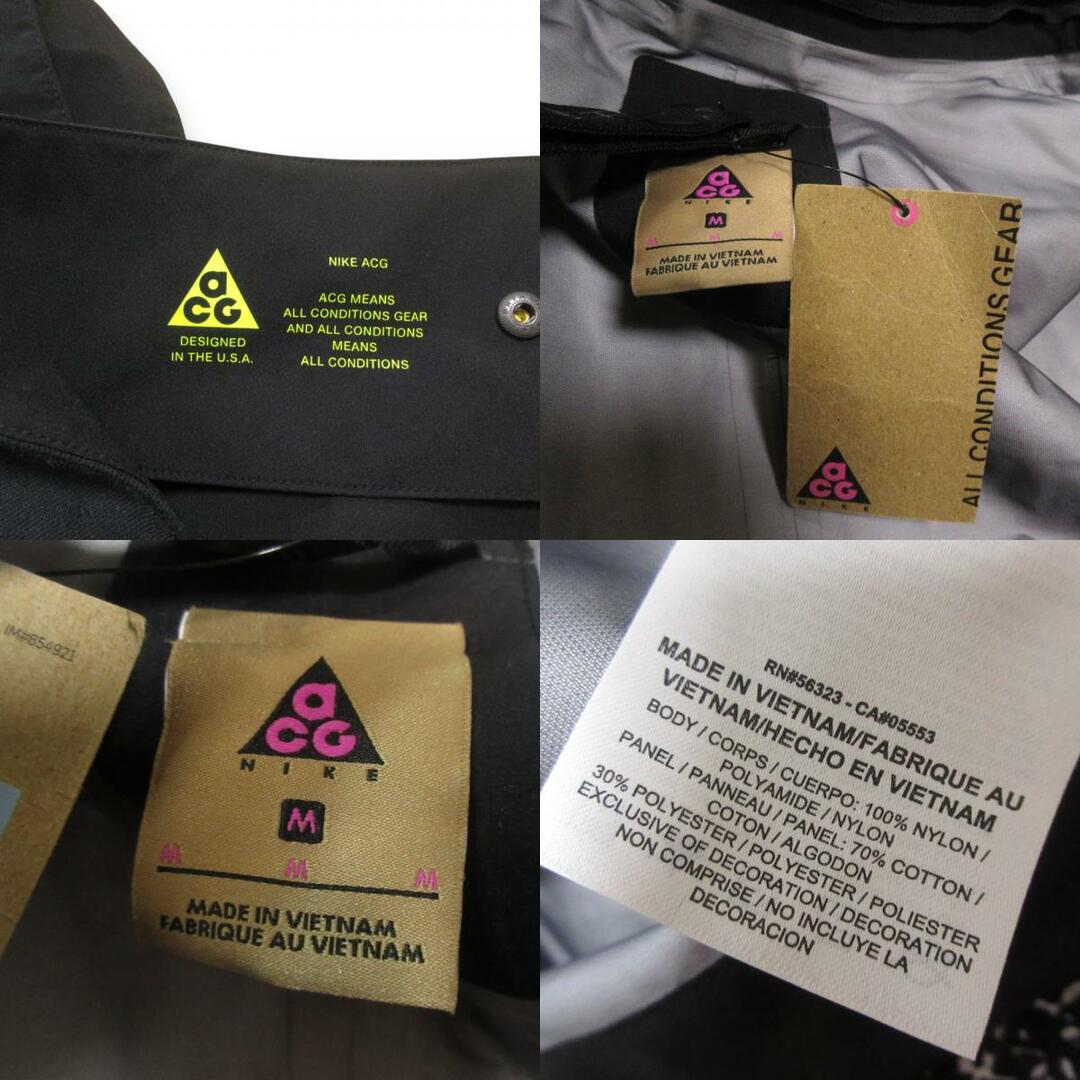 aCG
DESIGNED
IN THE U.S.A.
NIKE ACG
ACG MEANS
ALL CONDITIONS GEAR
AND ALL CONDITIONS
MEANS
ALL CONDITIONS
aCG
NIKE
M
M M M
MADE IN VIETNAM
FABRIQUE AU VIETNAM
ALL CONDITIONS GEAR
aCG
NIKE
IM#654921
aCG
NIKE
M
M M M
MADE IN VIETNAM
FABRIQUE AU VIETNAM
RN#56323 - CA#05553
MADE IN VIETNAM/FABRIQUE AU
VIETNAM/HECHO EN VIETNAM
BODY / CORPS / CUERPO: 100% NYLON /
POLYAMIDE / NYLON
PANEL / PANNEAU / PANEL: 70% COTTON /
COTON / ALGODON
30% POLYESTER / POLYESTER / POLIESTER
EXCLUSIVE OF DECORATION / DECORATION
NON COMPRISE / NO INCLUYE LA
DECORACION